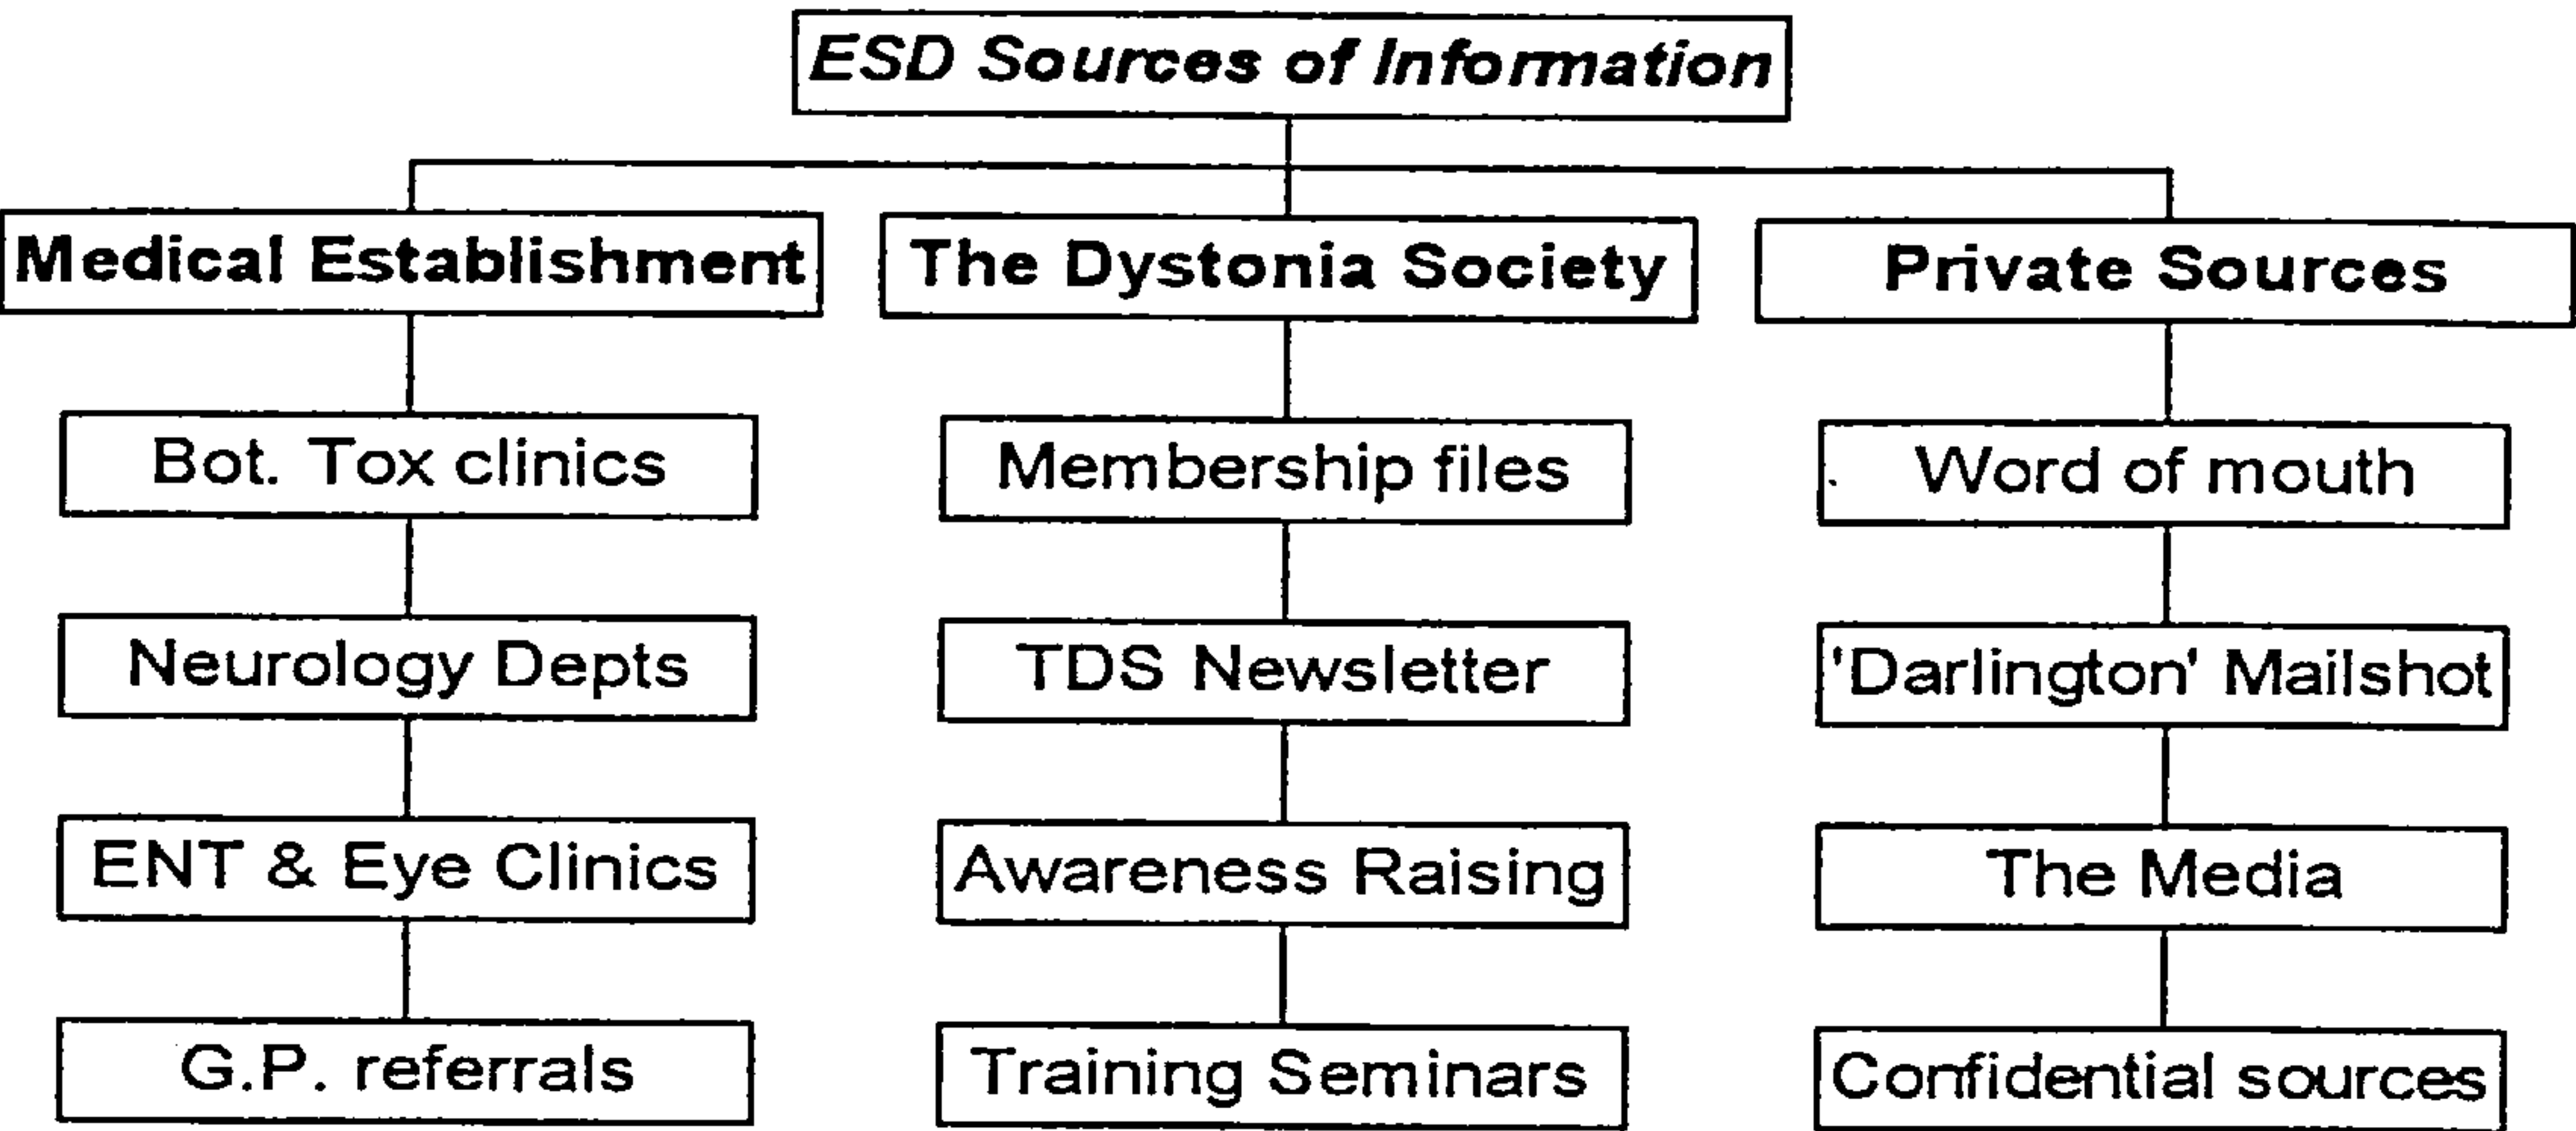 ESD Sources of Information
Medical Establishment
The Dystonia Society
Private Sources
Bot. Tox clinics
Membership files
Word of mouth
Neurology Depts
TDS Newsletter
'Darlington' Mailshot
ENT & Eye Clinics
Awareness Raising
The Media
G.P. referrals
Training Seminars
Confidential sources